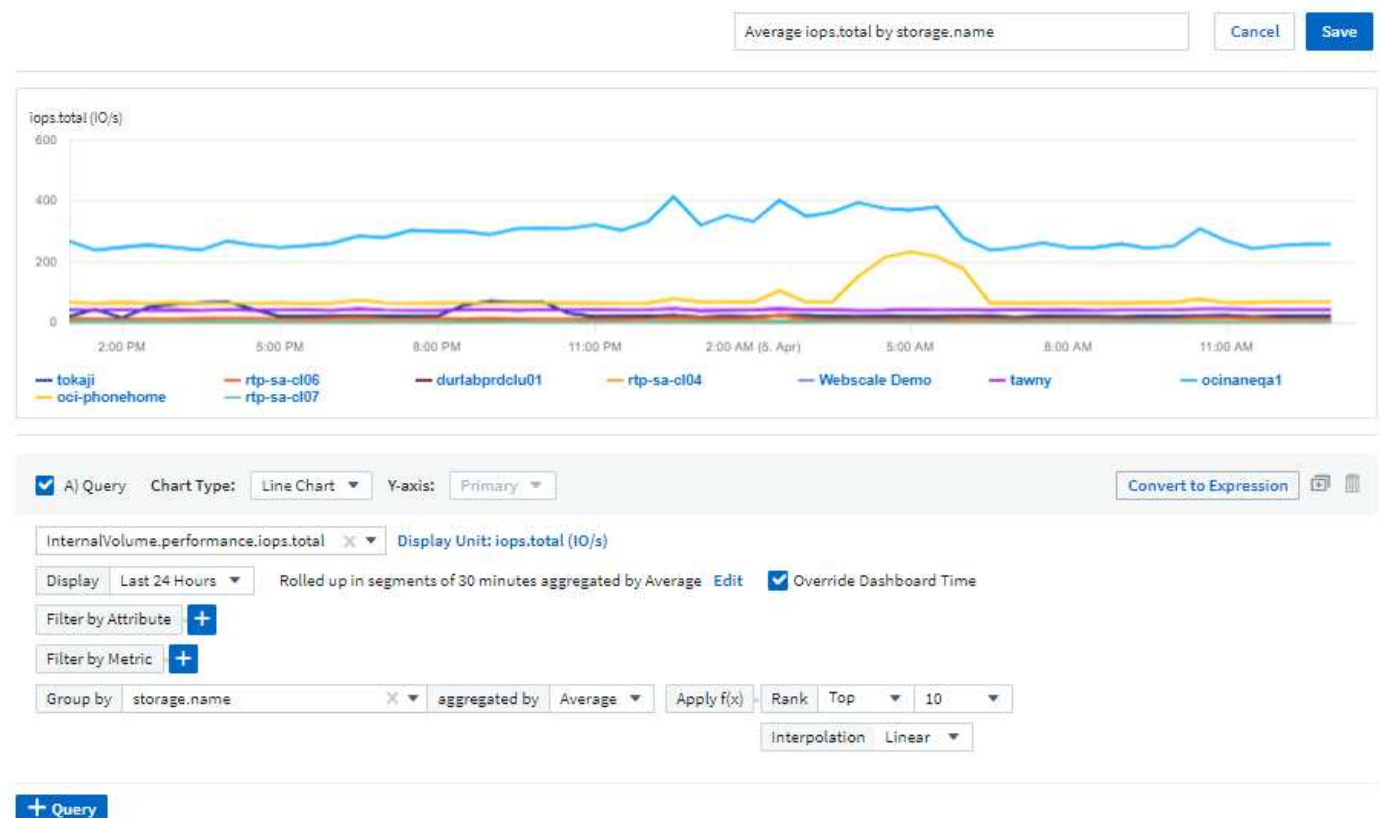 Average iops.total by storage.name Cancel Save
iops.total (IO/s)
600
400
200
0
2:00 PM 5:00 PM 8:00 PM 11:00 PM 2:00 AM (5. Apr) 5:00 AM 8:00 AM 11:00 AM
tokaji rtp-sa-cl06 durlabprdclu01 rtp-sa-cl04 Webscale Demo tawny ocinaneqa1
oci-phonehome rtp-sa-cl07
A) Query Chart Type: Line Chart Y-axis: Primary Convert to Expression
InternalVolume.performance.iops.total Display Unit: iops.total (IO/s)
Display Last 24 Hours Rolled up in segments of 30 minutes aggregated by Average Edit Override Dashboard Time
Filter by Attribute +
Filter by Metric +
Group by storage.name aggregated by Average Apply f(x) Rank Top 10
Interpolation Linear
+ Query